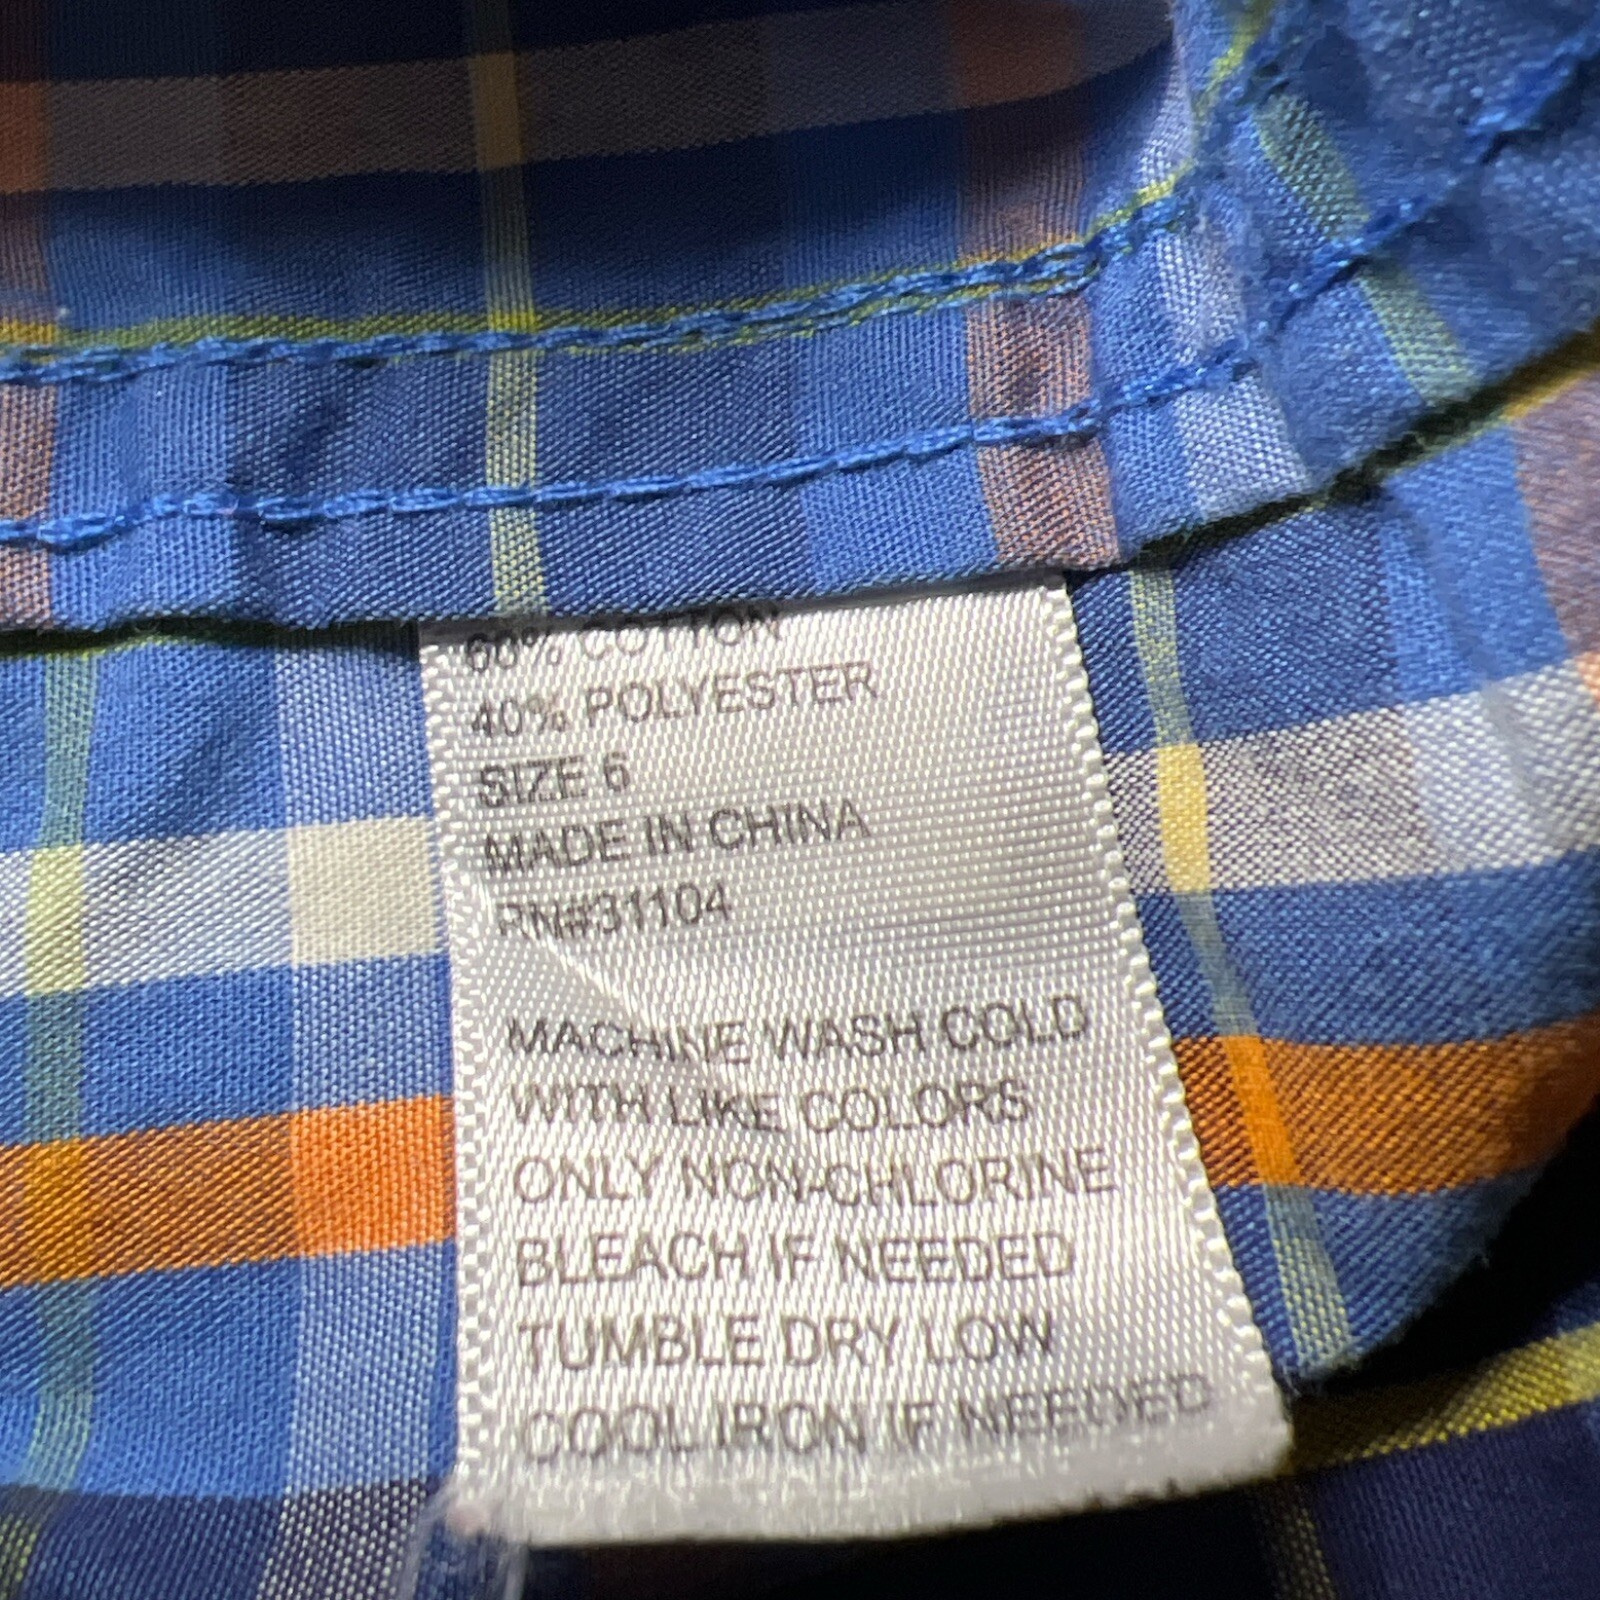 60% COTTON
40% POLYESTER
SIZE 6
MADE IN CHINA
RN#31104
MACHINE WASH COLD
WITH LIKE COLORS
ONLY NON-CHLORINE
BLEACH IF NEEDED
TUMBLE DRY LOW
COOL IRON IF NEEDED